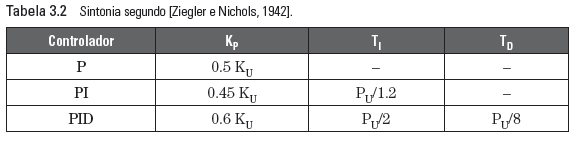 Tabela 3.2 Sintonia segundo [Ziegler e Nichols, 1942].
Controlador K_P T_I T_D
P 0.5 K_U – –
PI 0.45 K_U P_U/1.2 –
PID 0.6 K_U P_U/2 P_U/8